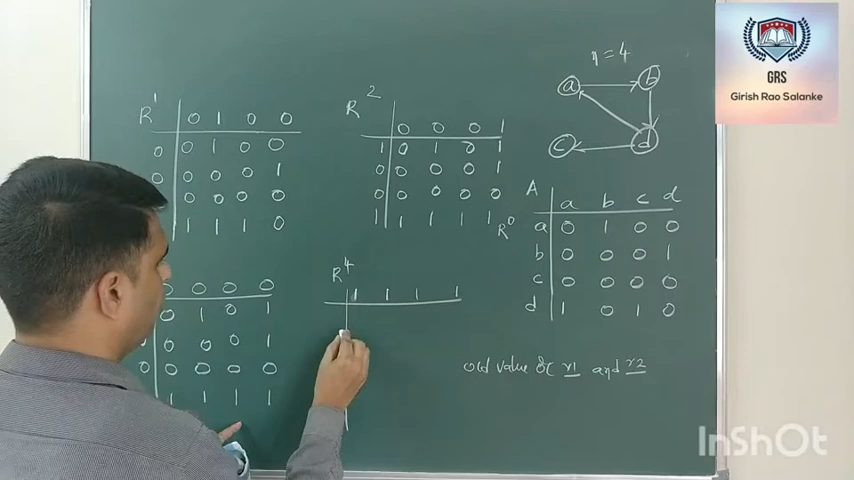 R¹ 0 1 0 0
0 0 1 0 0
0 0 0 0 1
0 0 0 0
1 1 1 0
R² 0 0 0 1
1 0 1 0 1
0 0 0 0 1
0 0 0 0 0
1 1 1 1 1
η = 4
a b
c d
A a b c d
R⁰ a 0 1 0 0
b 0 0 0 1
c 0 0 0 0
d 1 0 1 0
0 0 0 0
0 1 0 1
0 0 0 1
0 0 0 0 0
1 1 1 1
R⁴ 1 1 1 1
old value of r1 and r2
GRS
Girish Rao Salanke
InShOt